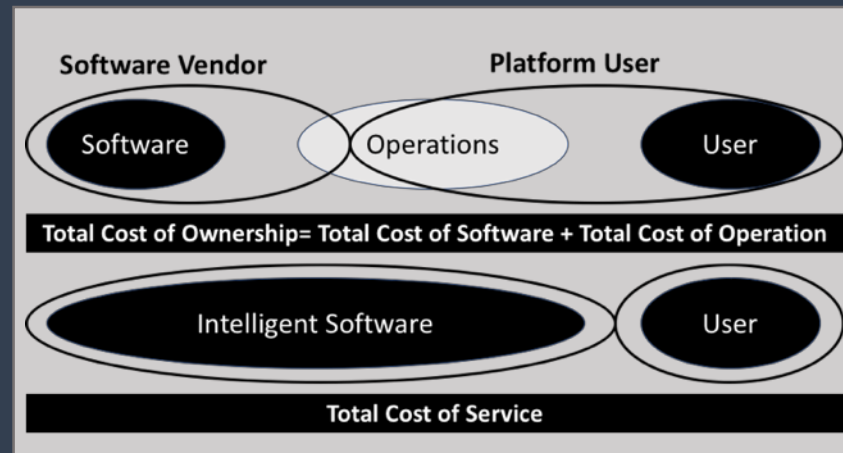 Software Vendor Platform User
Software Operations User
Total Cost of Ownership= Total Cost of Software + Total Cost of Operation
Intelligent Software User
Total Cost of Service